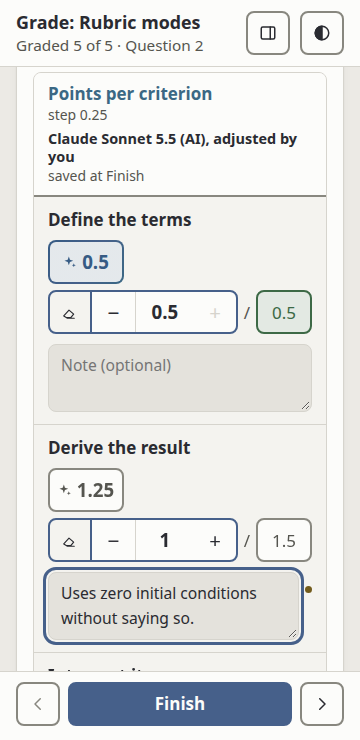 Grade: Rubric modes
Graded 5 of 5 · Question 2
Points per criterion
step 0.25
Claude Sonnet 5.5 (AI), adjusted by
you
saved at Finish
Define the terms
0.5
− 0.5 + / 0.5
Note (optional)
Derive the result
1.25
− 1 + / 1.5
Uses zero initial conditions
without saying so.
Finish